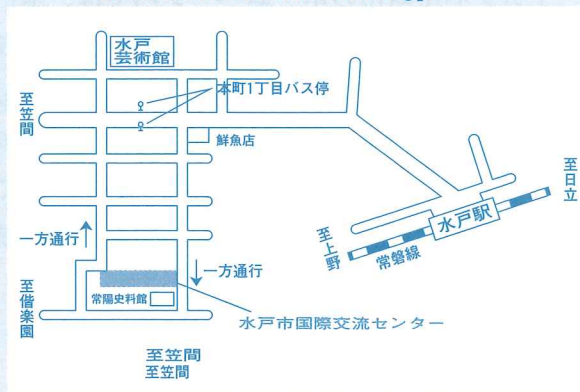 水戸
芸術館
本町1丁目バス停
至笠間
鮮魚店
至日立
水戸駅
至上野
常磐線
一方通行
一方通行
至偕楽園
常陽史料館
水戸市国際交流センター
至笠間
至笠間